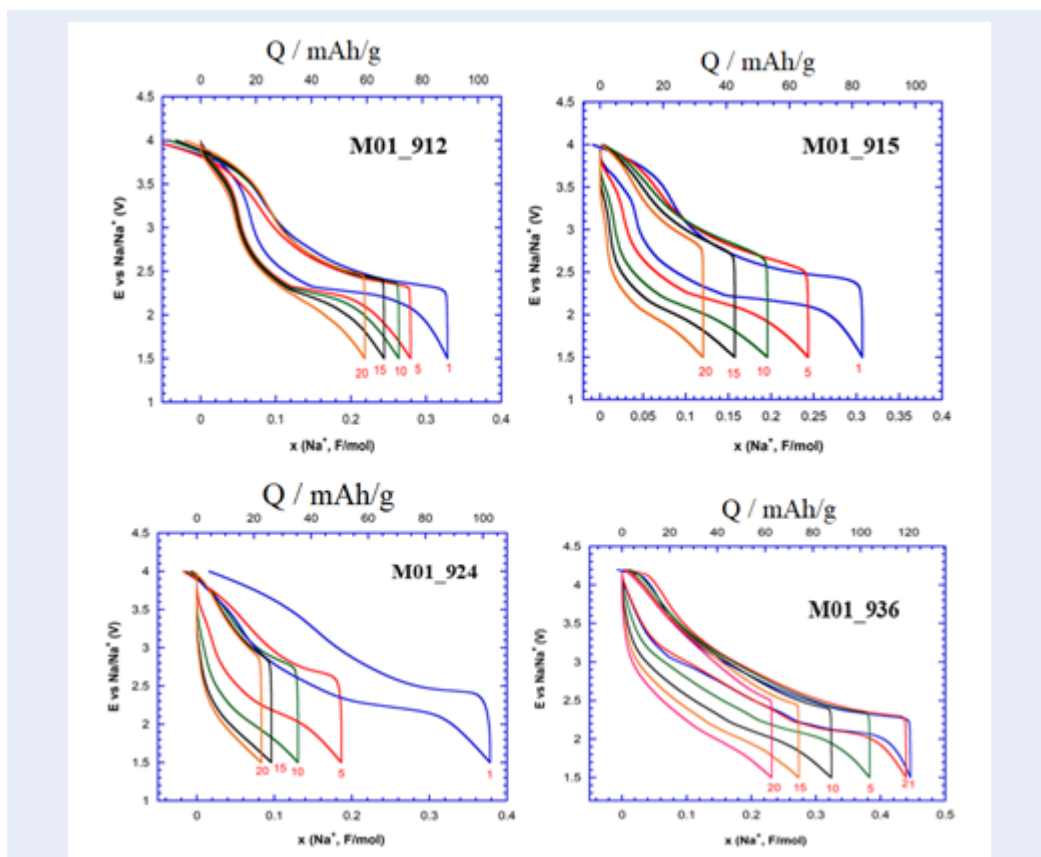 Q / mAh/g
0 20 40 60 80 100
4.5
4
3.5
3
2.5
2
1.5
1
E vs Na/Na⁺ (V)
M01_912
20 15 10 5 1
0 0.1 0.2 0.3 0.4
x (Na⁺, F/mol)
Q / mAh/g
0 20 40 60 80 100
4.5
4
3.5
3
2.5
2
1.5
1
E vs Na/Na⁺ (V)
M01_915
20 15 10 5 1
0 0.05 0.1 0.15 0.2 0.25 0.3 0.35 0.4
x (Na⁺, F/mol)
Q / mAh/g
0 20 40 60 80 100
4.5
4
3.5
3
2.5
2
1.5
1
E vs Na/Na⁺ (V)
M01_924
20 15 10 5 1
0 0.1 0.2 0.3 0.4
x (Na⁺, F/mol)
Q / mAh/g
0 20 40 60 80 100 120
4.5
4
3.5
3
2.5
2
1.5
E vs Na/Na⁺ (V)
M01_936
20 15 10 5 21
0 0.1 0.2 0.3 0.4 0.5
x (Na⁺, F/mol)